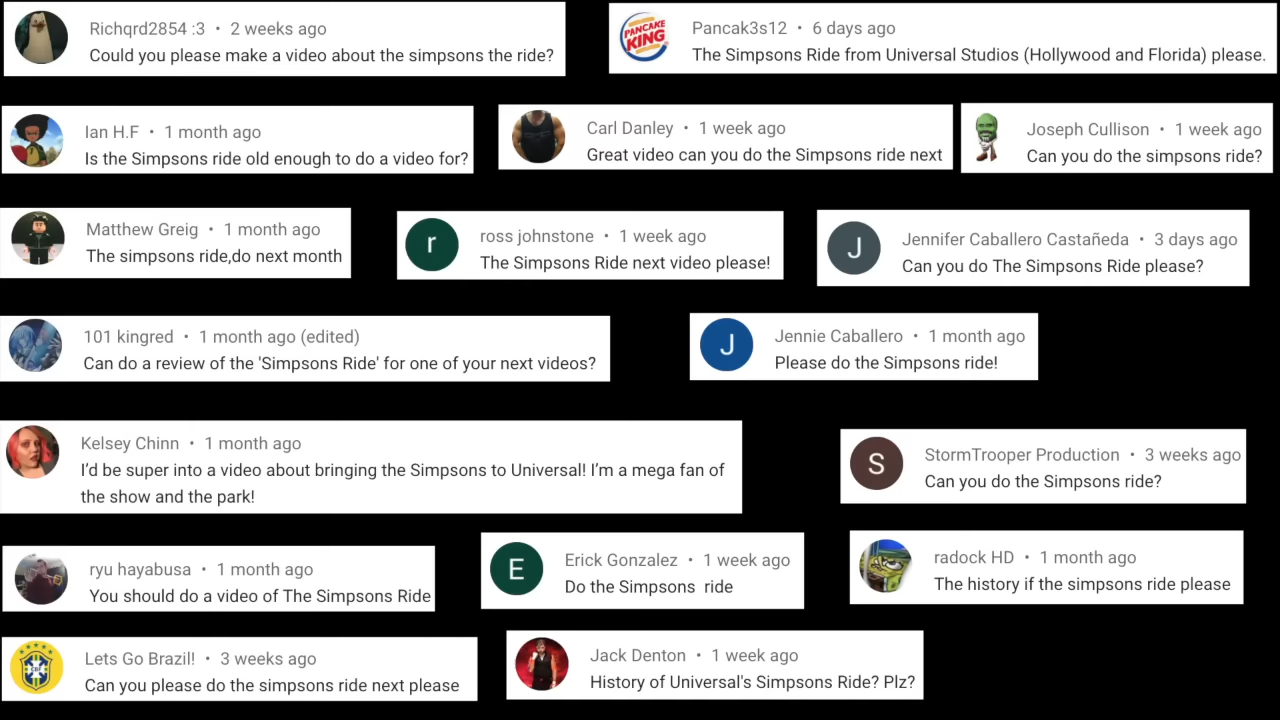 Richqrd2854 :3 • 2 weeks ago
Could you please make a video about the simpsons the ride?
PANCAKE
KING
Pancak3s12 • 6 days ago
The Simpsons Ride from Universal Studios (Hollywood and Florida) please.
Ian H.F • 1 month ago
Is the Simpsons ride old enough to do a video for?
Carl Danley • 1 week ago
Great video can you do the Simpsons ride next
Joseph Cullison • 1 week ago
Can you do the simpsons ride?
Matthew Greig • 1 month ago
The simpsons ride,do next month
r
ross johnstone • 1 week ago
The Simpsons Ride next video please!
J
Jennifer Caballero Castañeda • 3 days ago
Can you do The Simpsons Ride please?
101 kingred • 1 month ago (edited)
Can do a review of the 'Simpsons Ride' for one of your next videos?
J
Jennie Caballero • 1 month ago
Please do the Simpsons ride!
Kelsey Chinn • 1 month ago
I'd be super into a video about bringing the Simpsons to Universal! I'm a mega fan of
the show and the park!
S
StormTrooper Production • 3 weeks ago
Can you do the Simpsons ride?
ryu hayabusa • 1 month ago
You should do a video of The Simpsons Ride
E
Erick Gonzalez • 1 week ago
Do the Simpsons  ride
radock HD • 1 month ago
The history if the simpsons ride please
CBF
Lets Go Brazil! • 3 weeks ago
Can you please do the simpsons ride next please
Jack Denton • 1 week ago
History of Universal's Simpsons Ride? Plz?